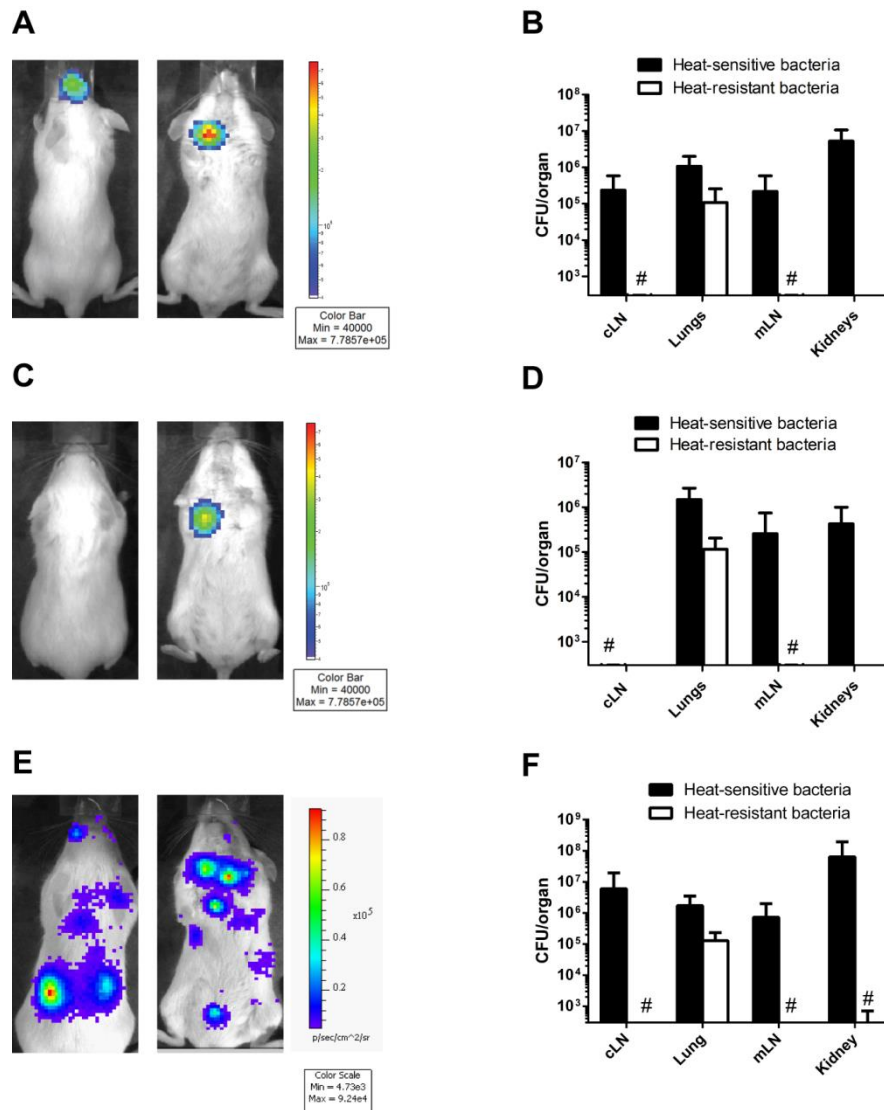 A
Color Bar
Min = 40000
Max = 7.7857e+05
B
Heat-sensitive bacteria
Heat-resistant bacteria
CFU/organ
10⁸
10⁷
10⁶
10⁵
10⁴
10³
#
#
cLN
Lungs
mLN
Kidneys
C
Color Bar
Min = 40000
Max = 7.7857e+05
D
Heat-sensitive bacteria
Heat-resistant bacteria
CFU/organ
10⁷
10⁶
10⁵
10⁴
10³
#
#
cLN
Lungs
mLN
Kidneys
E
0.8
0.6
x10⁵
0.4
0.2
p/sec/cm^2/sr
Color Scale
Min = 4.73e3
Max = 9.24e4
F
Heat-sensitive bacteria
Heat-resistant bacteria
CFU/organ
10⁹
10⁸
10⁷
10⁶
10⁵
10⁴
10³
#
#
#
cLN
Lung
mLN
Kidney